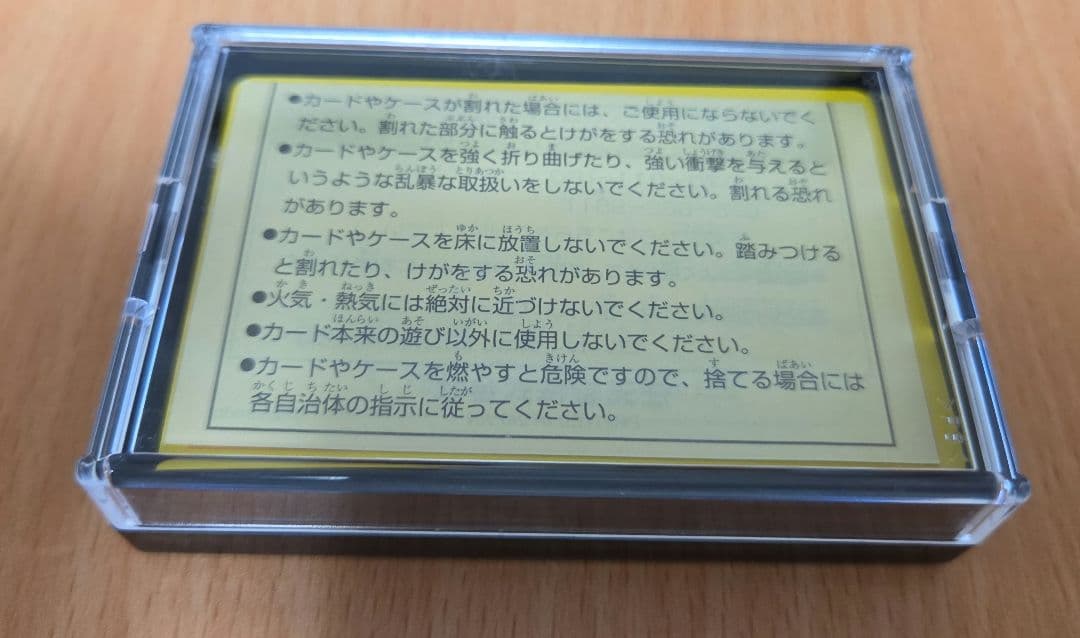 ●カードやケースが割れた場合には、ご使用にならないでく
ださい。割れた部分に触るとけがをする恐れがあります。
●カードやケースを強く折り曲げたり、強い衝撃を与えると
いうような乱暴な取扱いをしないでください。割れる恐れ
があります。
●カードやケースを床に放置しないでください。踏みつける
と割れたり、けがをする恐れがあります。
●火気・熱気には絶対に近づけないでください。
●カード本来の遊び以外に使用しないでください。
●カードやケースを燃やすと危険ですので、捨てる場合には
各自治体の指示に従ってください。